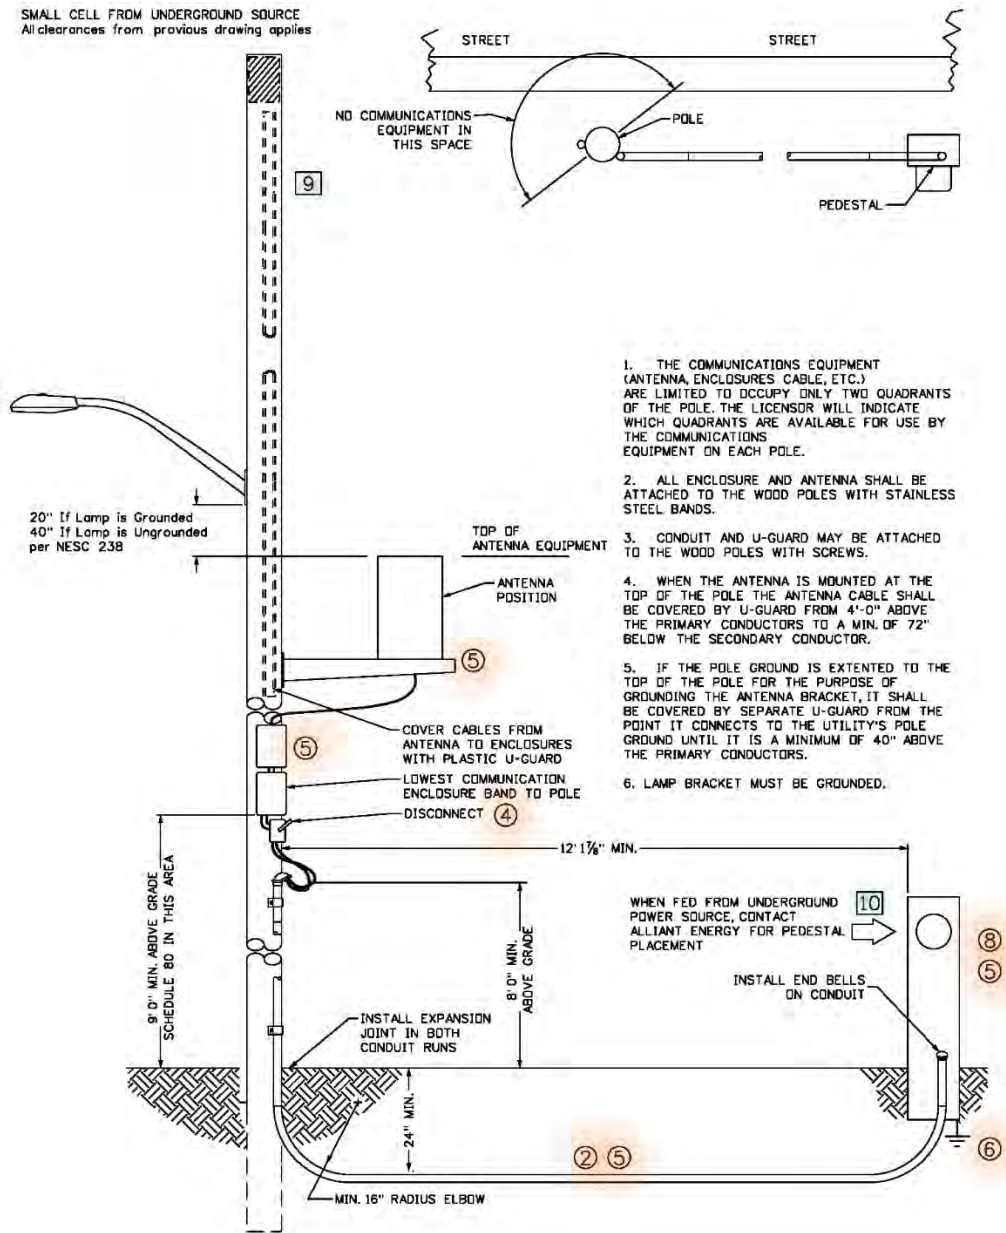 SMALL CELL FROM UNDERGROUND SOURCE
All clearances from provious drawing applies
STREET
STREET
NO COMMUNICATIONS
EQUIPMENT IN
THIS SPACE
POLE
PEDESTAL
9
20" If Lamp is Grounded
40" If Lamp is Ungrounded
per NESC 238
TOP OF
ANTENNA EQUIPMENT
ANTENNA
POSITION
5
COVER CABLES FROM
ANTENNA TO ENCLOSURES
WITH PLASTIC U-GUARD
5
LOWEST COMMUNICATION
ENCLOSURE BAND TO POLE
DISCONNECT 4
1. THE COMMUNICATIONS EQUIPMENT
(ANTENNA, ENCLOSURES CABLE, ETC.)
ARE LIMITED TO OCCUPY ONLY TWO QUADRANTS
OF THE POLE. THE LICENSOR WILL INDICATE
WHICH QUADRANTS ARE AVAILABLE FOR USE BY
THE COMMUNICATIONS
EQUIPMENT ON EACH POLE.
2. ALL ENCLOSURE AND ANTENNA SHALL BE
ATTACHED TO THE WOOD POLES WITH STAINLESS
STEEL BANDS.
3. CONDUIT AND U-GUARD MAY BE ATTACHED
TO THE WOOD POLES WITH SCREWS.
4. WHEN THE ANTENNA IS MOUNTED AT THE
TOP OF THE POLE THE ANTENNA CABLE SHALL
BE COVERED BY U-GUARD FROM 4'-0" ABOVE
THE PRIMARY CONDUCTORS TO A MIN. OF 72"
BELOW THE SECONDARY CONDUCTOR.
5. IF THE POLE GROUND IS EXTENTED TO THE
TOP OF THE POLE FOR THE PURPOSE OF
GROUNDING THE ANTENNA BRACKET, IT SHALL
BE COVERED BY SEPARATE U-GUARD FROM THE
POINT IT CONNECTS TO THE UTILITY'S POLE
GROUND UNTIL IT IS A MINIMUM OF 40" ABOVE
THE PRIMARY CONDUCTORS.
6. LAMP BRACKET MUST BE GROUNDED.
12' 1⅞" MIN.
9' 0" MIN. ABOVE GRADE
SCHEDULE 80 IN THIS AREA
8' 0" MIN.
ABOVE GRADE
WHEN FED FROM UNDERGROUND
POWER SOURCE, CONTACT
ALLIANT ENERGY FOR PEDESTAL
PLACEMENT
10
8
5
INSTALL END BELLS
ON CONDUIT
INSTALL EXPANSION
JOINT IN BOTH
CONDUIT RUNS
24" MIN.
2 5
6
MIN. 16" RADIUS ELBOW